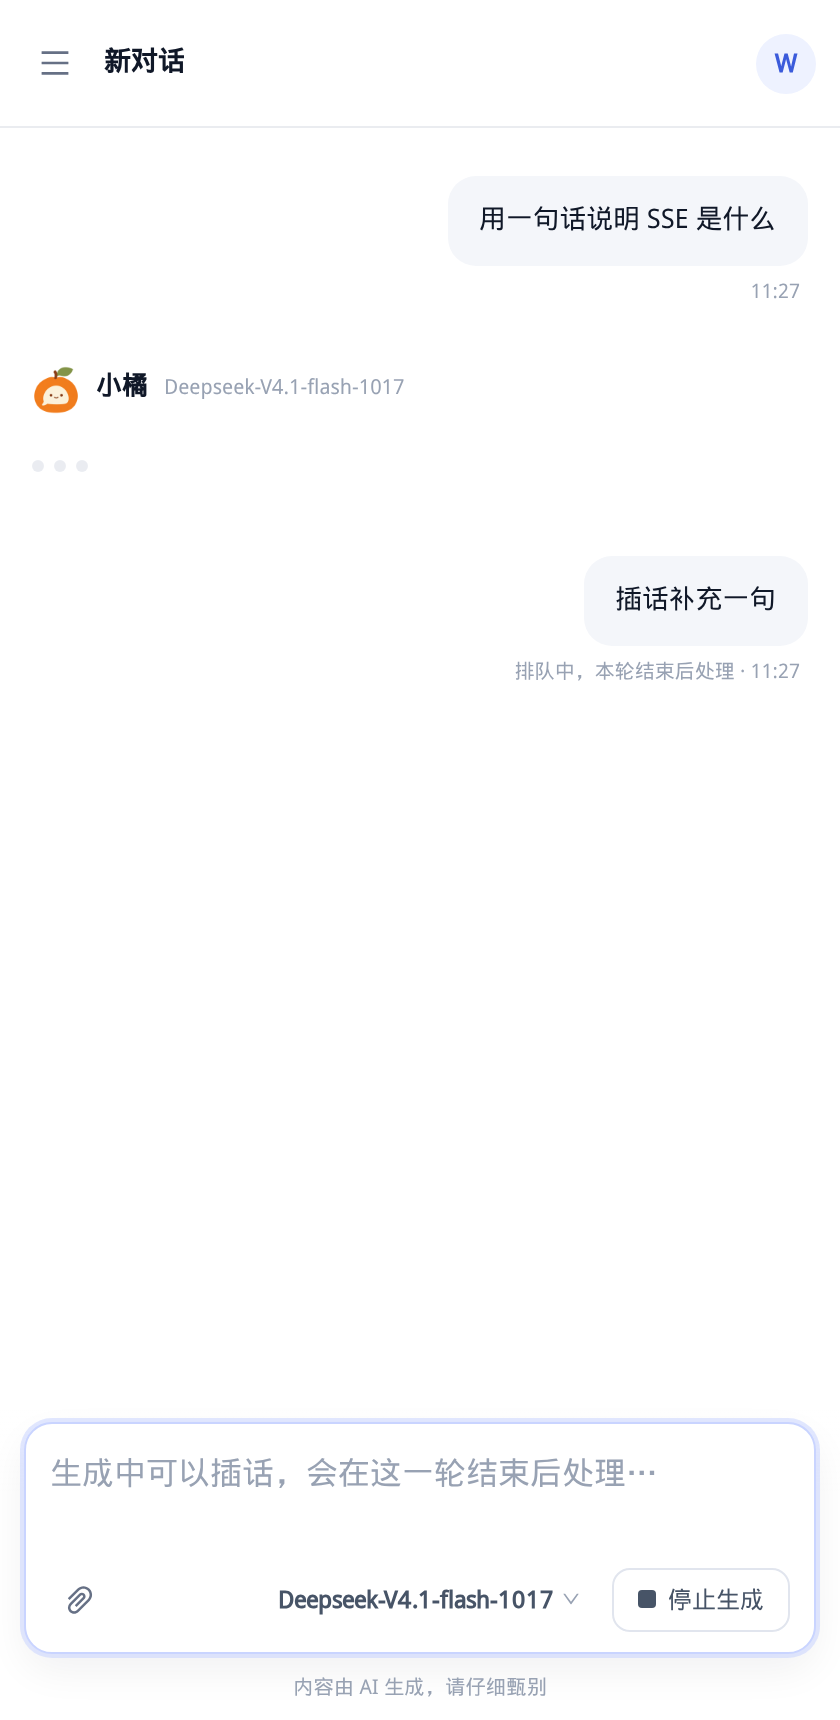 新对话
W
用一句话说明 SSE 是什么
11:27
小橘 Deepseek-V4.1-flash-1017
插话补充一句
排队中，本轮结束后处理 · 11:27
生成中可以插话，会在这一轮结束后处理…
Deepseek-V4.1-flash-1017
停止生成
内容由 AI 生成，请仔细甄别